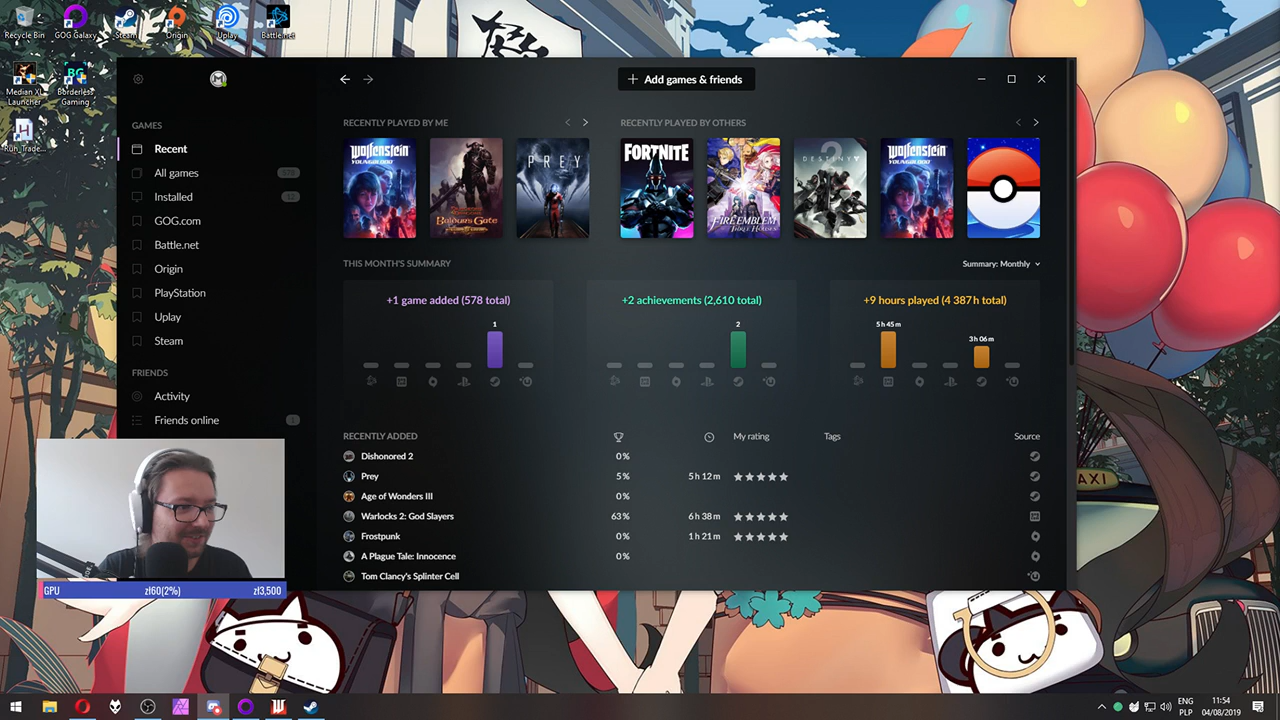 Recycle Bin
GOG Galaxy
Steam
Origin
Uplay
Battle.net
Median XL Launcher
BG
Borderless Gaming
H
Add games & friends
GAMES
Recent
All games 578
Installed
GOG.com
Battle.net
Origin
PlayStation
Uplay
Steam
FRIENDS
Activity
Friends online 1
RECENTLY PLAYED BY ME
WOLFENSTEIN YOUNGBLOOD
BALDUR'S GATE
PREY
RECENTLY PLAYED BY OTHERS
FORTNITE
FIRE EMBLEM THREE HOUSES
DESTINY 2
WOLFENSTEIN YOUNGBLOOD
THIS MONTH'S SUMMARY
Summary: Monthly
+1 game added (578 total)
1
+2 achievements (2,610 total)
2
+9 hours played (4 387 h total)
5 h 45 m
3 h 06 m
RECENTLY ADDED My rating Tags Source
Dishonored 2 0%
Prey 5% 5 h 12 m
Age of Wonders III 0%
Warlocks 2: God Slayers 63% 6 h 38 m
Frostpunk 0% 1 h 21 m
A Plague Tale: Innocence 0%
Tom Clancy's Splinter Cell
TAXI
GPU zł60(2%) zł3,500
ENG
PLP
11:54
04/08/2019